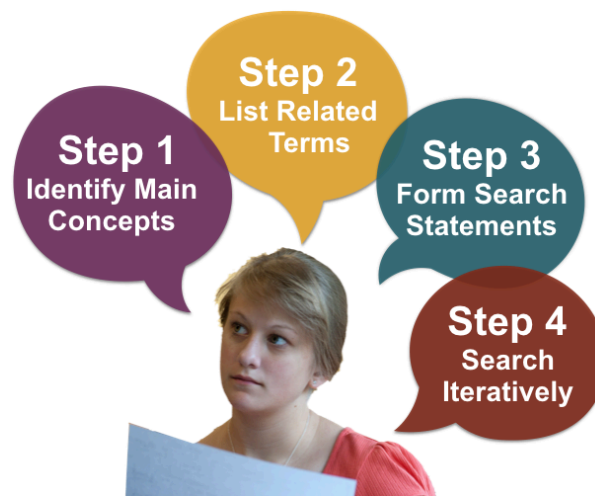 Step 1
Identify Main
Concepts
Step 2
List Related
Terms
Step 3
Form Search
Statements
Step 4
Search
Iteratively